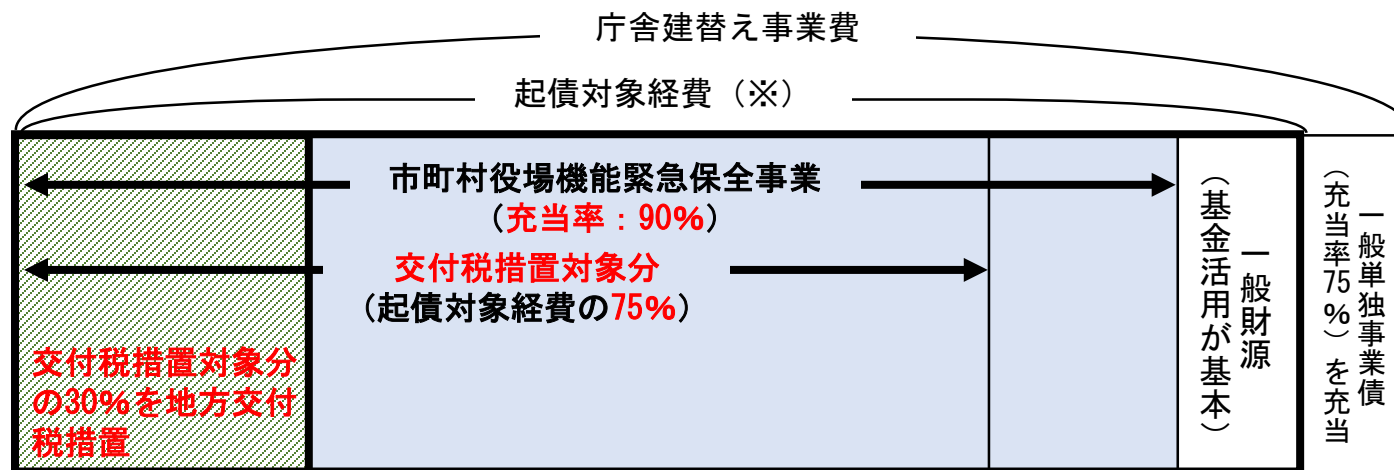 庁舎建替え事業費
起債対象経費（※）
市町村役場機能緊急保全事業
（充当率：90%）
交付税措置対象分
（起債対象経費の75%）
交付税措置対象分
の30%を地方交付
税措置
一般財源
（基金活用が基本）
一般単独事業債
（充当率75%）を充当